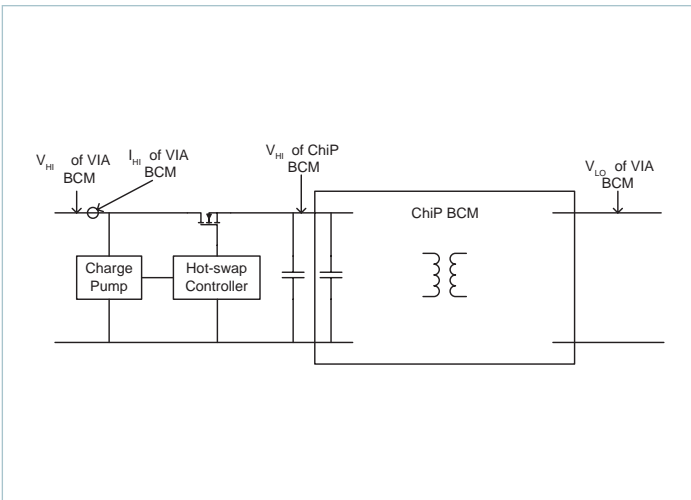 V_HI of VIA
BCM
I_HI of VIA
BCM
V_HI of ChiP
BCM
V_LO of VIA
BCM
ChiP BCM
Charge
Pump
Hot-swap
Controller